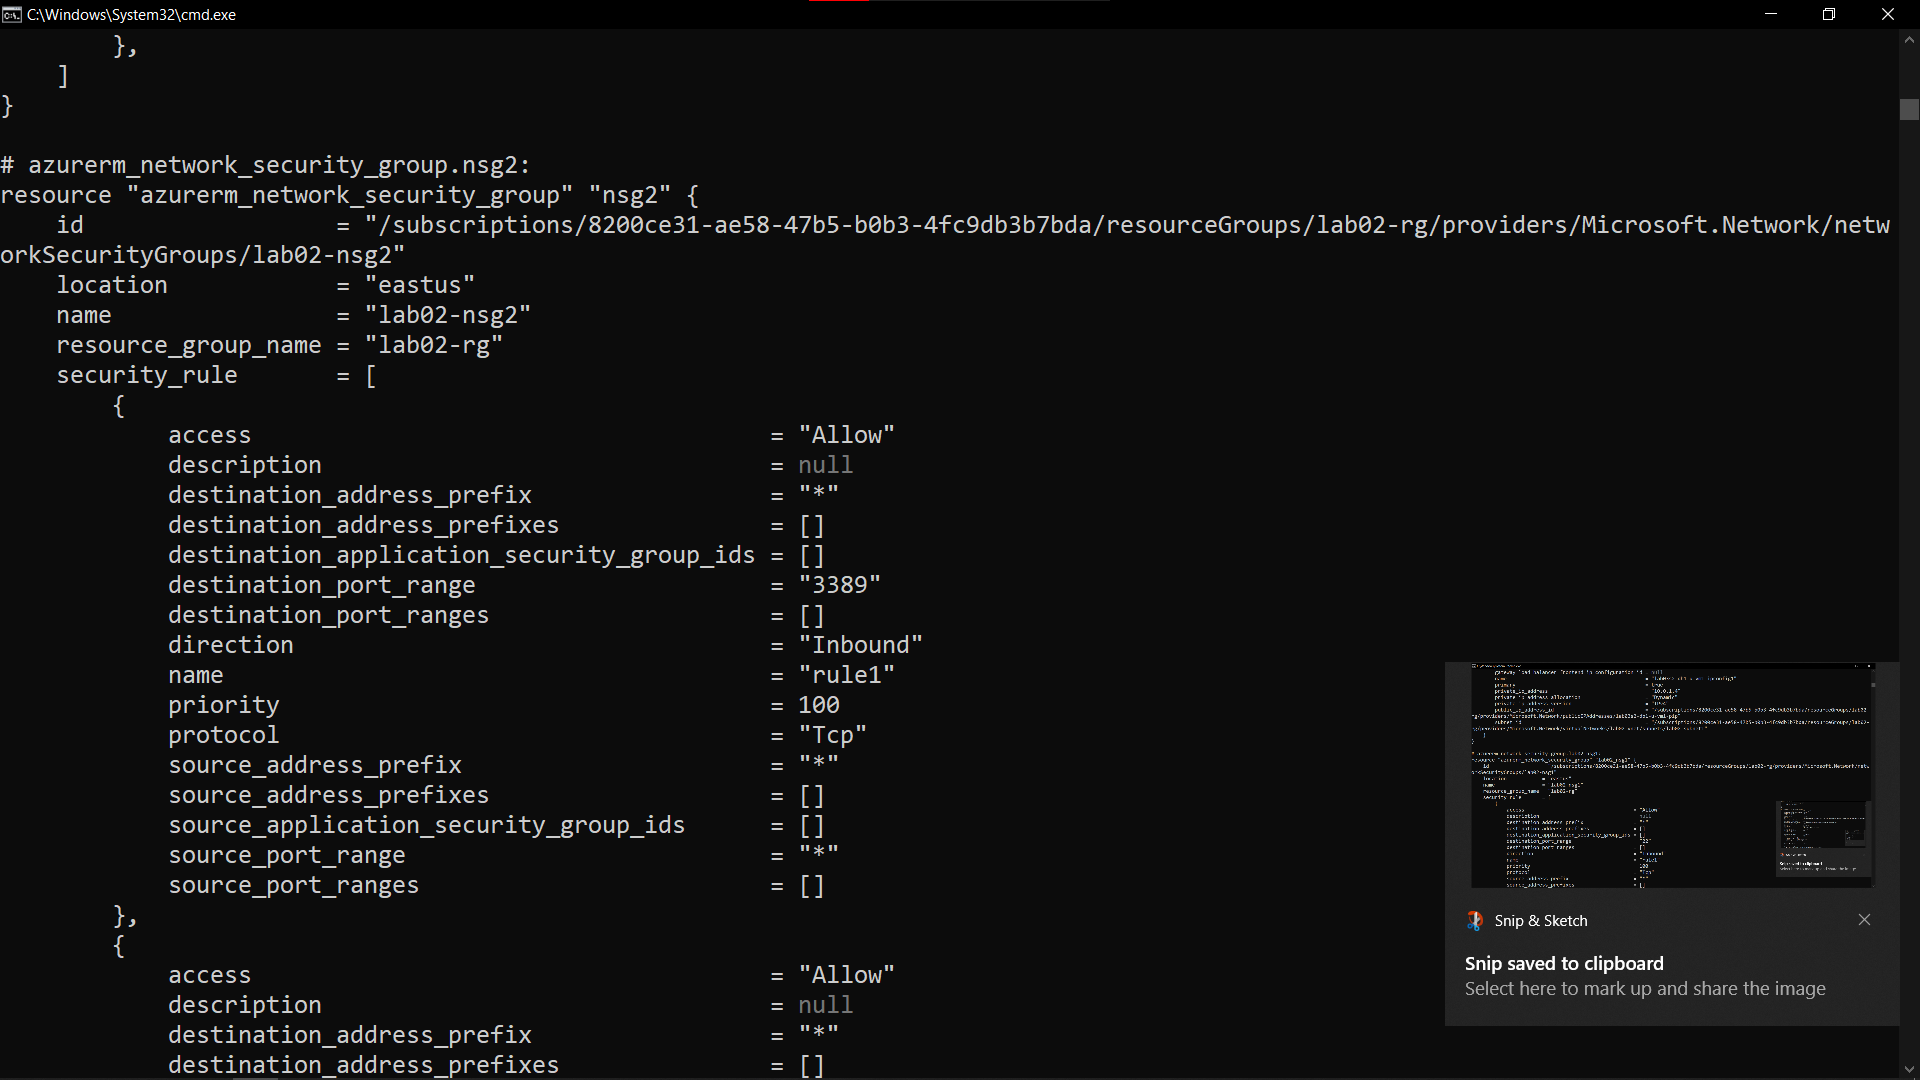 C:\Windows\System32\cmd.exe
        },
    ]
}
# azurerm_network_security_group.nsg2:
resource "azurerm_network_security_group" "nsg2" {
    id                  = "/subscriptions/8200ce31-ae58-47b5-b0b3-4fc9db3b7bda/resourceGroups/lab02-rg/providers/Microsoft.Network/netw
orkSecurityGroups/lab02-nsg2"
    location            = "eastus"
    name                = "lab02-nsg2"
    resource_group_name = "lab02-rg"
    security_rule       = [
        {
            access                                     = "Allow"
            description                                = null
            destination_address_prefix                 = "*"
            destination_address_prefixes               = []
            destination_application_security_group_ids = []
            destination_port_range                     = "3389"
            destination_port_ranges                    = []
            direction                                  = "Inbound"
            name                                       = "rule1"
            priority                                   = 100
            protocol                                   = "Tcp"
            source_address_prefix                      = "*"
            source_address_prefixes                    = []
            source_application_security_group_ids      = []
            source_port_range                          = "*"
            source_port_ranges                         = []
        },
        {
            access                                     = "Allow"
            description                                = null
            destination_address_prefix                 = "*"
            destination_address_prefixes               = []
Snip & Sketch
Snip saved to clipboard
Select here to mark up and share the image